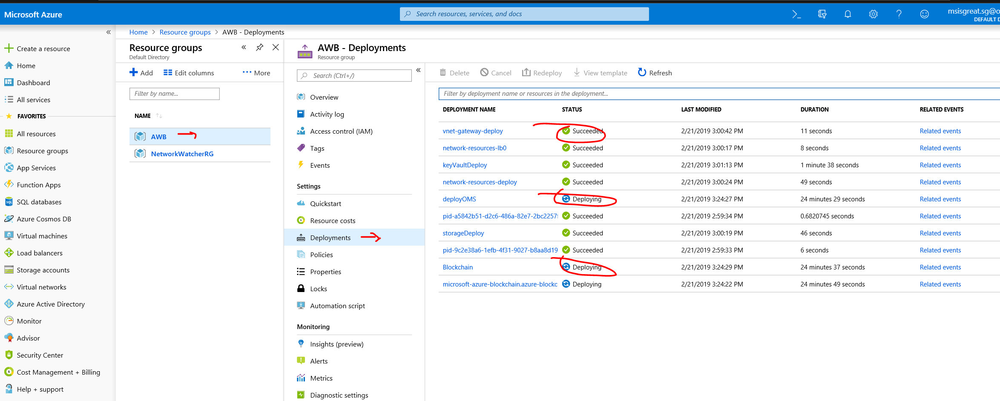 Microsoft Azure
Search resources, services, and docs
msisgreat.sg@o
DEFAULT D
Home > Resource groups > AWB - Deployments
Create a resource
Home
Dashboard
All services
FAVORITES
All resources
Resource groups
App Services
Function Apps
SQL databases
Azure Cosmos DB
Virtual machines
Load balancers
Storage accounts
Virtual networks
Azure Active Directory
Monitor
Advisor
Security Center
Cost Management + Billing
Help + support
Resource groups
Default Directory
Add Edit columns More
Filter by name...
NAME
AWB
NetworkWatcherRG
AWB - Deployments
Resource group
Search (Ctrl+/)
Overview
Activity log
Access control (IAM)
Tags
Events
Settings
Quickstart
Resource costs
Deployments
Policies
Properties
Locks
Automation script
Monitoring
Insights (preview)
Alerts
Metrics
Diagnostic settings
Delete Cancel Redeploy View template Refresh
Filter by deployment name or resources in the deployment...
DEPLOYMENT NAME STATUS LAST MODIFIED DURATION RELATED EVENTS
vnet-gateway-deploy Succeeded 2/21/2019 3:00:42 PM 11 seconds Related events
network-resources-lb0 Succeeded 2/21/2019 3:00:17 PM 8 seconds Related events
keyVaultDeploy Succeeded 2/21/2019 3:01:13 PM 1 minute 38 seconds Related events
network-resources-deploy Succeeded 2/21/2019 3:00:24 PM 49 seconds Related events
deployOMS Deploying 2/21/2019 3:24:27 PM 24 minutes 29 seconds Related events
pid-a5842b51-d2c6-486a-82e7-2bc2257f Succeeded 2/21/2019 2:59:34 PM 0.6820745 seconds Related events
storageDeploy Succeeded 2/21/2019 3:00:19 PM 46 seconds Related events
pid-9c2e38a6-1efb-4f31-9027-b8aa8d19 Succeeded 2/21/2019 2:59:33 PM 6 seconds Related events
Blockchain Deploying 2/21/2019 3:24:29 PM 24 minutes 37 seconds Related events
microsoft-azure-blockchain.azure-blockc Deploying 2/21/2019 3:24:22 PM 24 minutes 49 seconds Related events